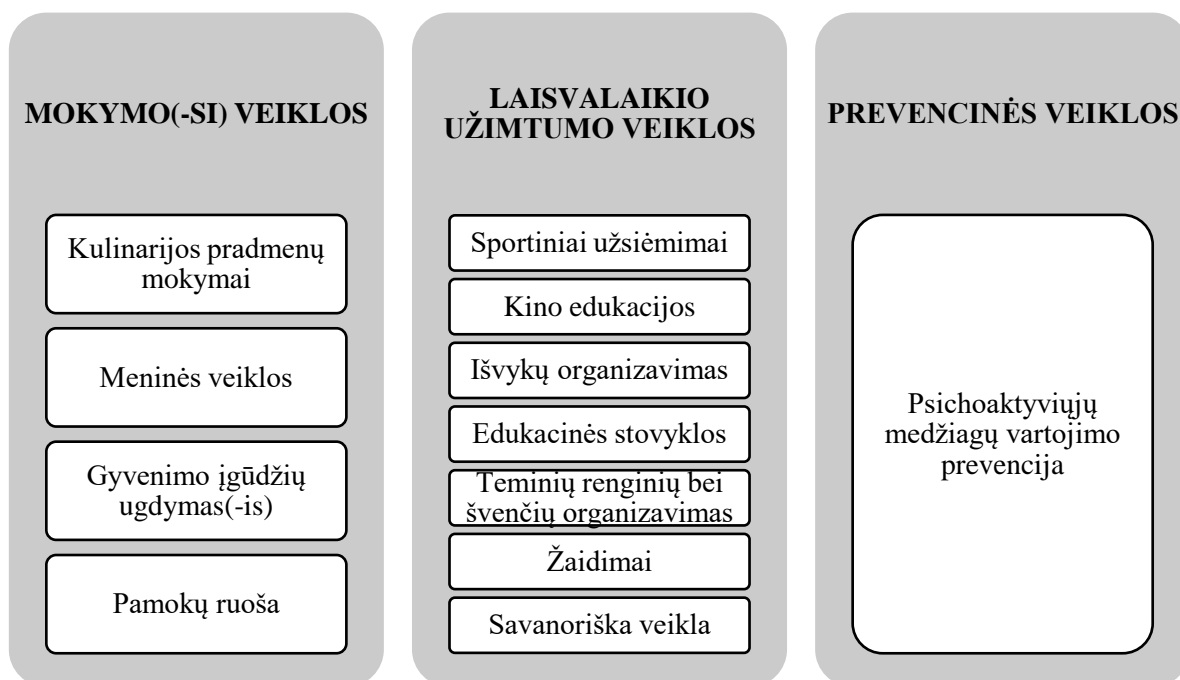 MOKYMO(-SI) VEIKLOS
Kulinarijos pradmenų
mokymai
Meninės veiklos
Gyvenimo įgūdžių
ugdymas(-is)
Pamokų ruoša
LAISVALAIKIO
UŽIMTUMO VEIKLOS
Sportiniai užsiėmimai
Kino edukacijos
Išvykų organizavimas
Edukacinės stovyklos
Teminių renginių bei
švenčių organizavimas
Žaidimai
Savanoriška veikla
PREVENCINĖS VEIKLOS
Psichoaktyviųjų
medžiagų vartojimo
prevencija